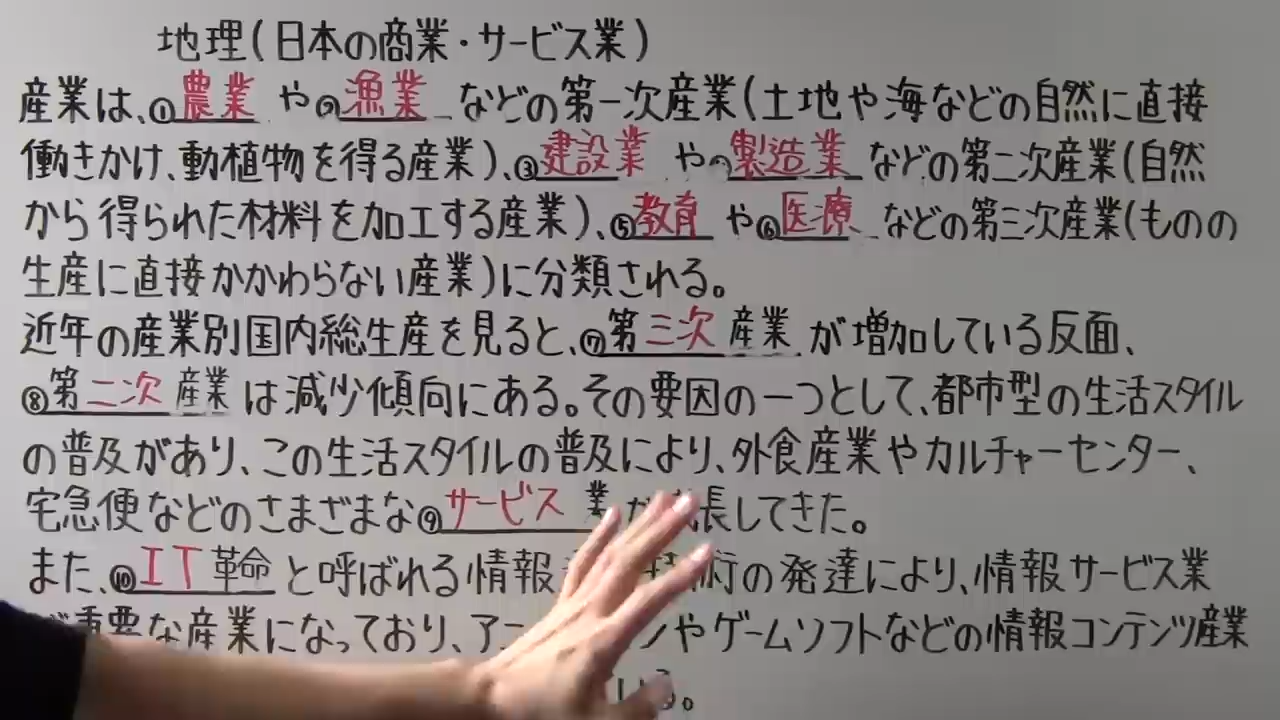 地理(日本の商業・サービス業)
産業は、①農業 や②漁業 などの第一次産業(土地や海などの自然に直接
働きかけ、動植物を得る産業)、③建設業 や④製造業 などの第二次産業(自然
から得られた材料を加工する産業)、⑤教育 や⑥医療 などの第三次産業(ものの
生産に直接かかわらない産業)に分類される。
近年の産業別国内総生産を見ると、⑦第三次産業 が増加している反面、
⑧第二次産業 は減少傾向にある。その要因の一つとして、都市型の生活スタイル
の普及があり、この生活スタイルの普及により、外食産業やカルチャーセンター、
宅急便などのさまざまな⑨サービス業が 長してきた。
また、⑩IT革命 と呼ばれる情報 技術の発達により、情報サービス業
重要な産業になっており、アニ ンやゲームソフトなどの情報コンテンツ産業
いる。